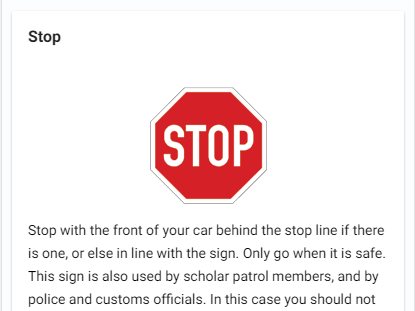 Stop
STOP
Stop with the front of your car behind the stop line if there
is one, or else in line with the sign. Only go when it is safe.
This sign is also used by scholar patrol members, and by
police and customs officials. In this case you should not